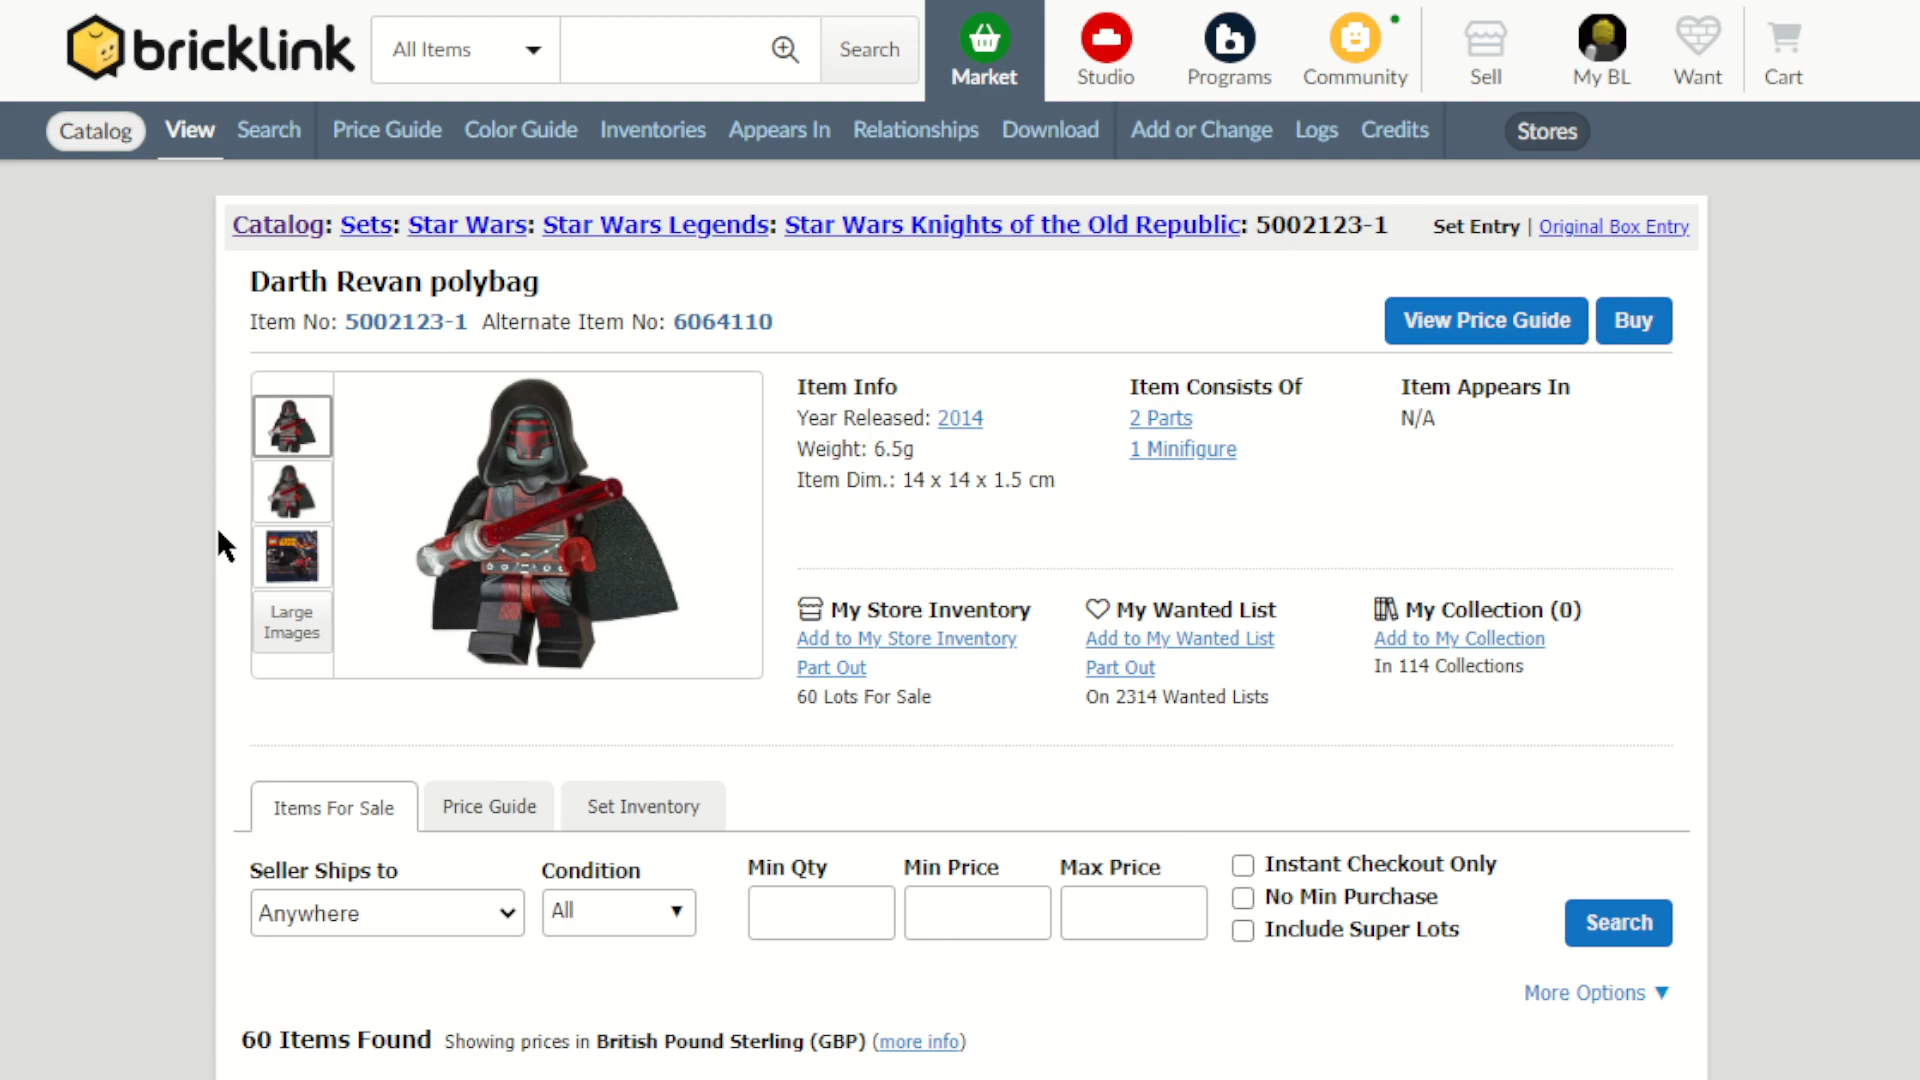 bricklink
All Items
Search
Market
Studio
Programs
Community
Sell
My BL
Want
Cart
Catalog View Search Price Guide Color Guide Inventories Appears In Relationships Download Add or Change Logs Credits Stores
Catalog: Sets: Star Wars: Star Wars Legends: Star Wars Knights of the Old Republic: 5002123-1 Set Entry | Original Box Entry
Darth Revan polybag
Item No: 5002123-1 Alternate Item No: 6064110
View Price Guide
Buy
Large
Images
Item Info
Year Released: 2014
Weight: 6.5g
Item Dim.: 14 x 14 x 1.5 cm
Item Consists Of
2 Parts
1 Minifigure
Item Appears In
N/A
My Store Inventory
Add to My Store Inventory
Part Out
60 Lots For Sale
My Wanted List
Add to My Wanted List
Part Out
On 2314 Wanted Lists
My Collection (0)
Add to My Collection
In 114 Collections
Items For Sale
Price Guide
Set Inventory
Seller Ships to
Anywhere
Condition
All
Min Qty
Min Price
Max Price
Instant Checkout Only
No Min Purchase
Include Super Lots
Search
More Options ▼
60 Items Found Showing prices in British Pound Sterling (GBP) (more info)